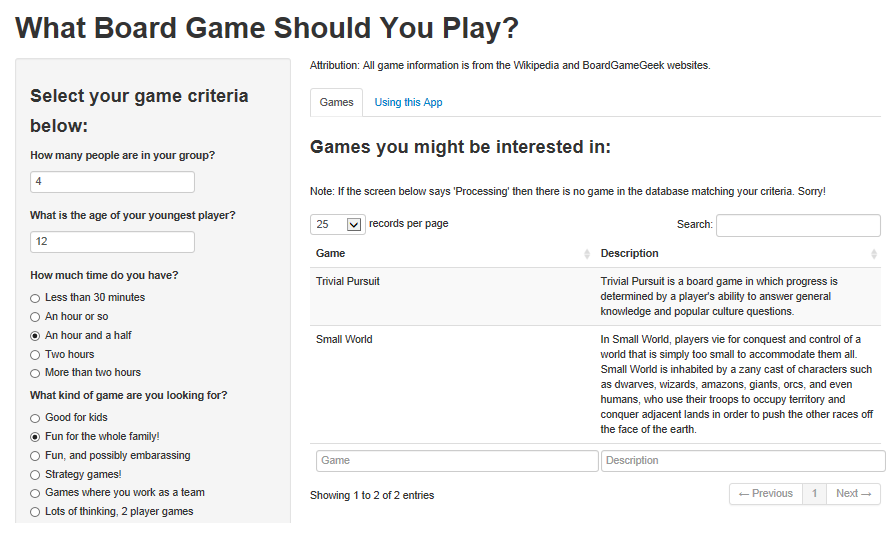 What Board Game Should You Play?
Select your game criteria
below:
How many people are in your group?
4
What is the age of your youngest player?
12
How much time do you have?
Less than 30 minutes
An hour or so
An hour and a half
Two hours
More than two hours
What kind of game are you looking for?
Good for kids
Fun for the whole family!
Fun, and possibly embarassing
Strategy games!
Games where you work as a team
Lots of thinking, 2 player games
Attribution: All game information is from the Wikipedia and BoardGameGeek websites.
Games Using this App
Games you might be interested in:
Note: If the screen below says 'Processing' then there is no game in the database matching your criteria. Sorry!
25 records per page Search:
Game Description
Trivial Pursuit Trivial Pursuit is a board game in which progress is
determined by a player's ability to answer general
knowledge and popular culture questions.
Small World In Small World, players vie for conquest and control of a
world that is simply too small to accommodate them all.
Small World is inhabited by a zany cast of characters such
as dwarves, wizards, amazons, giants, orcs, and even
humans, who use their troops to occupy territory and
conquer adjacent lands in order to push the other races off
the face of the earth.
Game Description
Showing 1 to 2 of 2 entries ← Previous 1 Next →